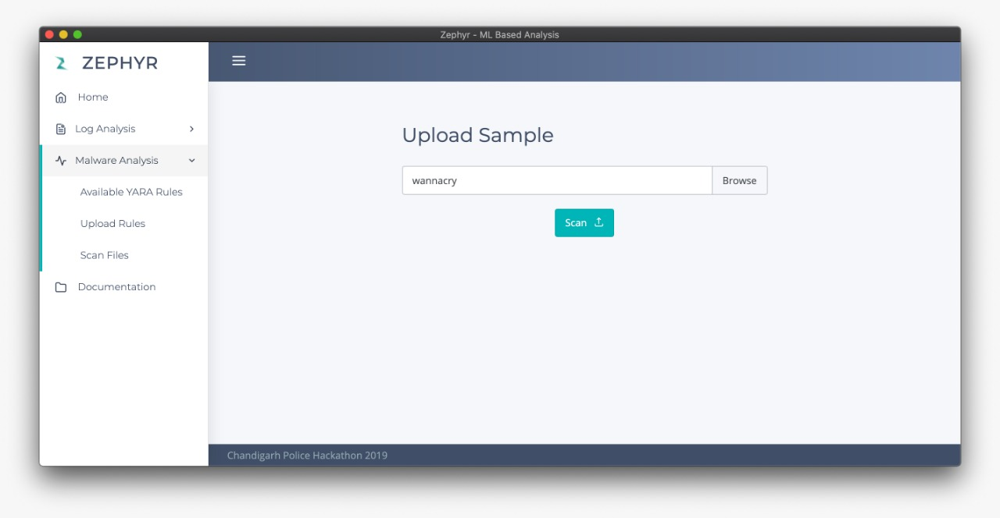 Zephyr - ML Based Analysis
ZEPHYR
Home
Log Analysis
Malware Analysis
Available YARA Rules
Upload Rules
Scan Files
Documentation
Upload Sample
wannacry
Browse
Scan
Chandigarh Police Hackathon 2019